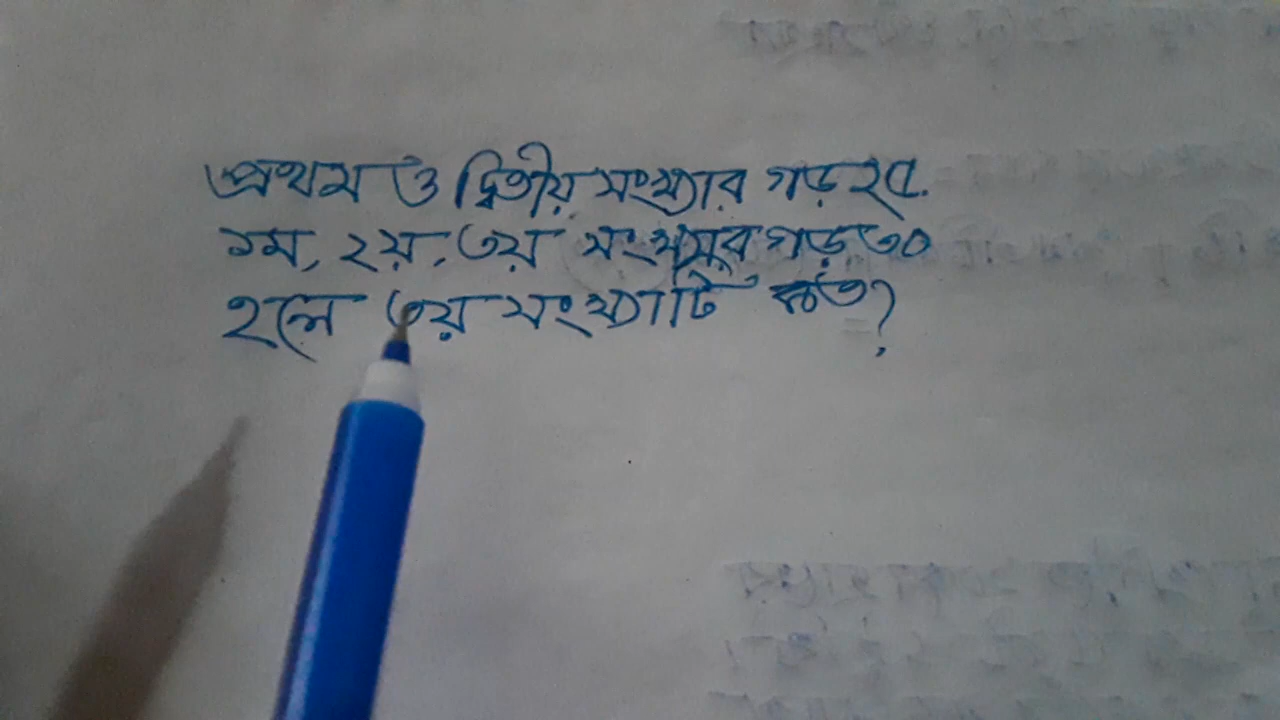 প্রথম ও দ্বিতীয় সংখ্যার গড় ২৫.
১ম, ২য়, ৩য় সংখ্যার গড় ৩০
হলে ৩য় সংখ্যাটি কত?